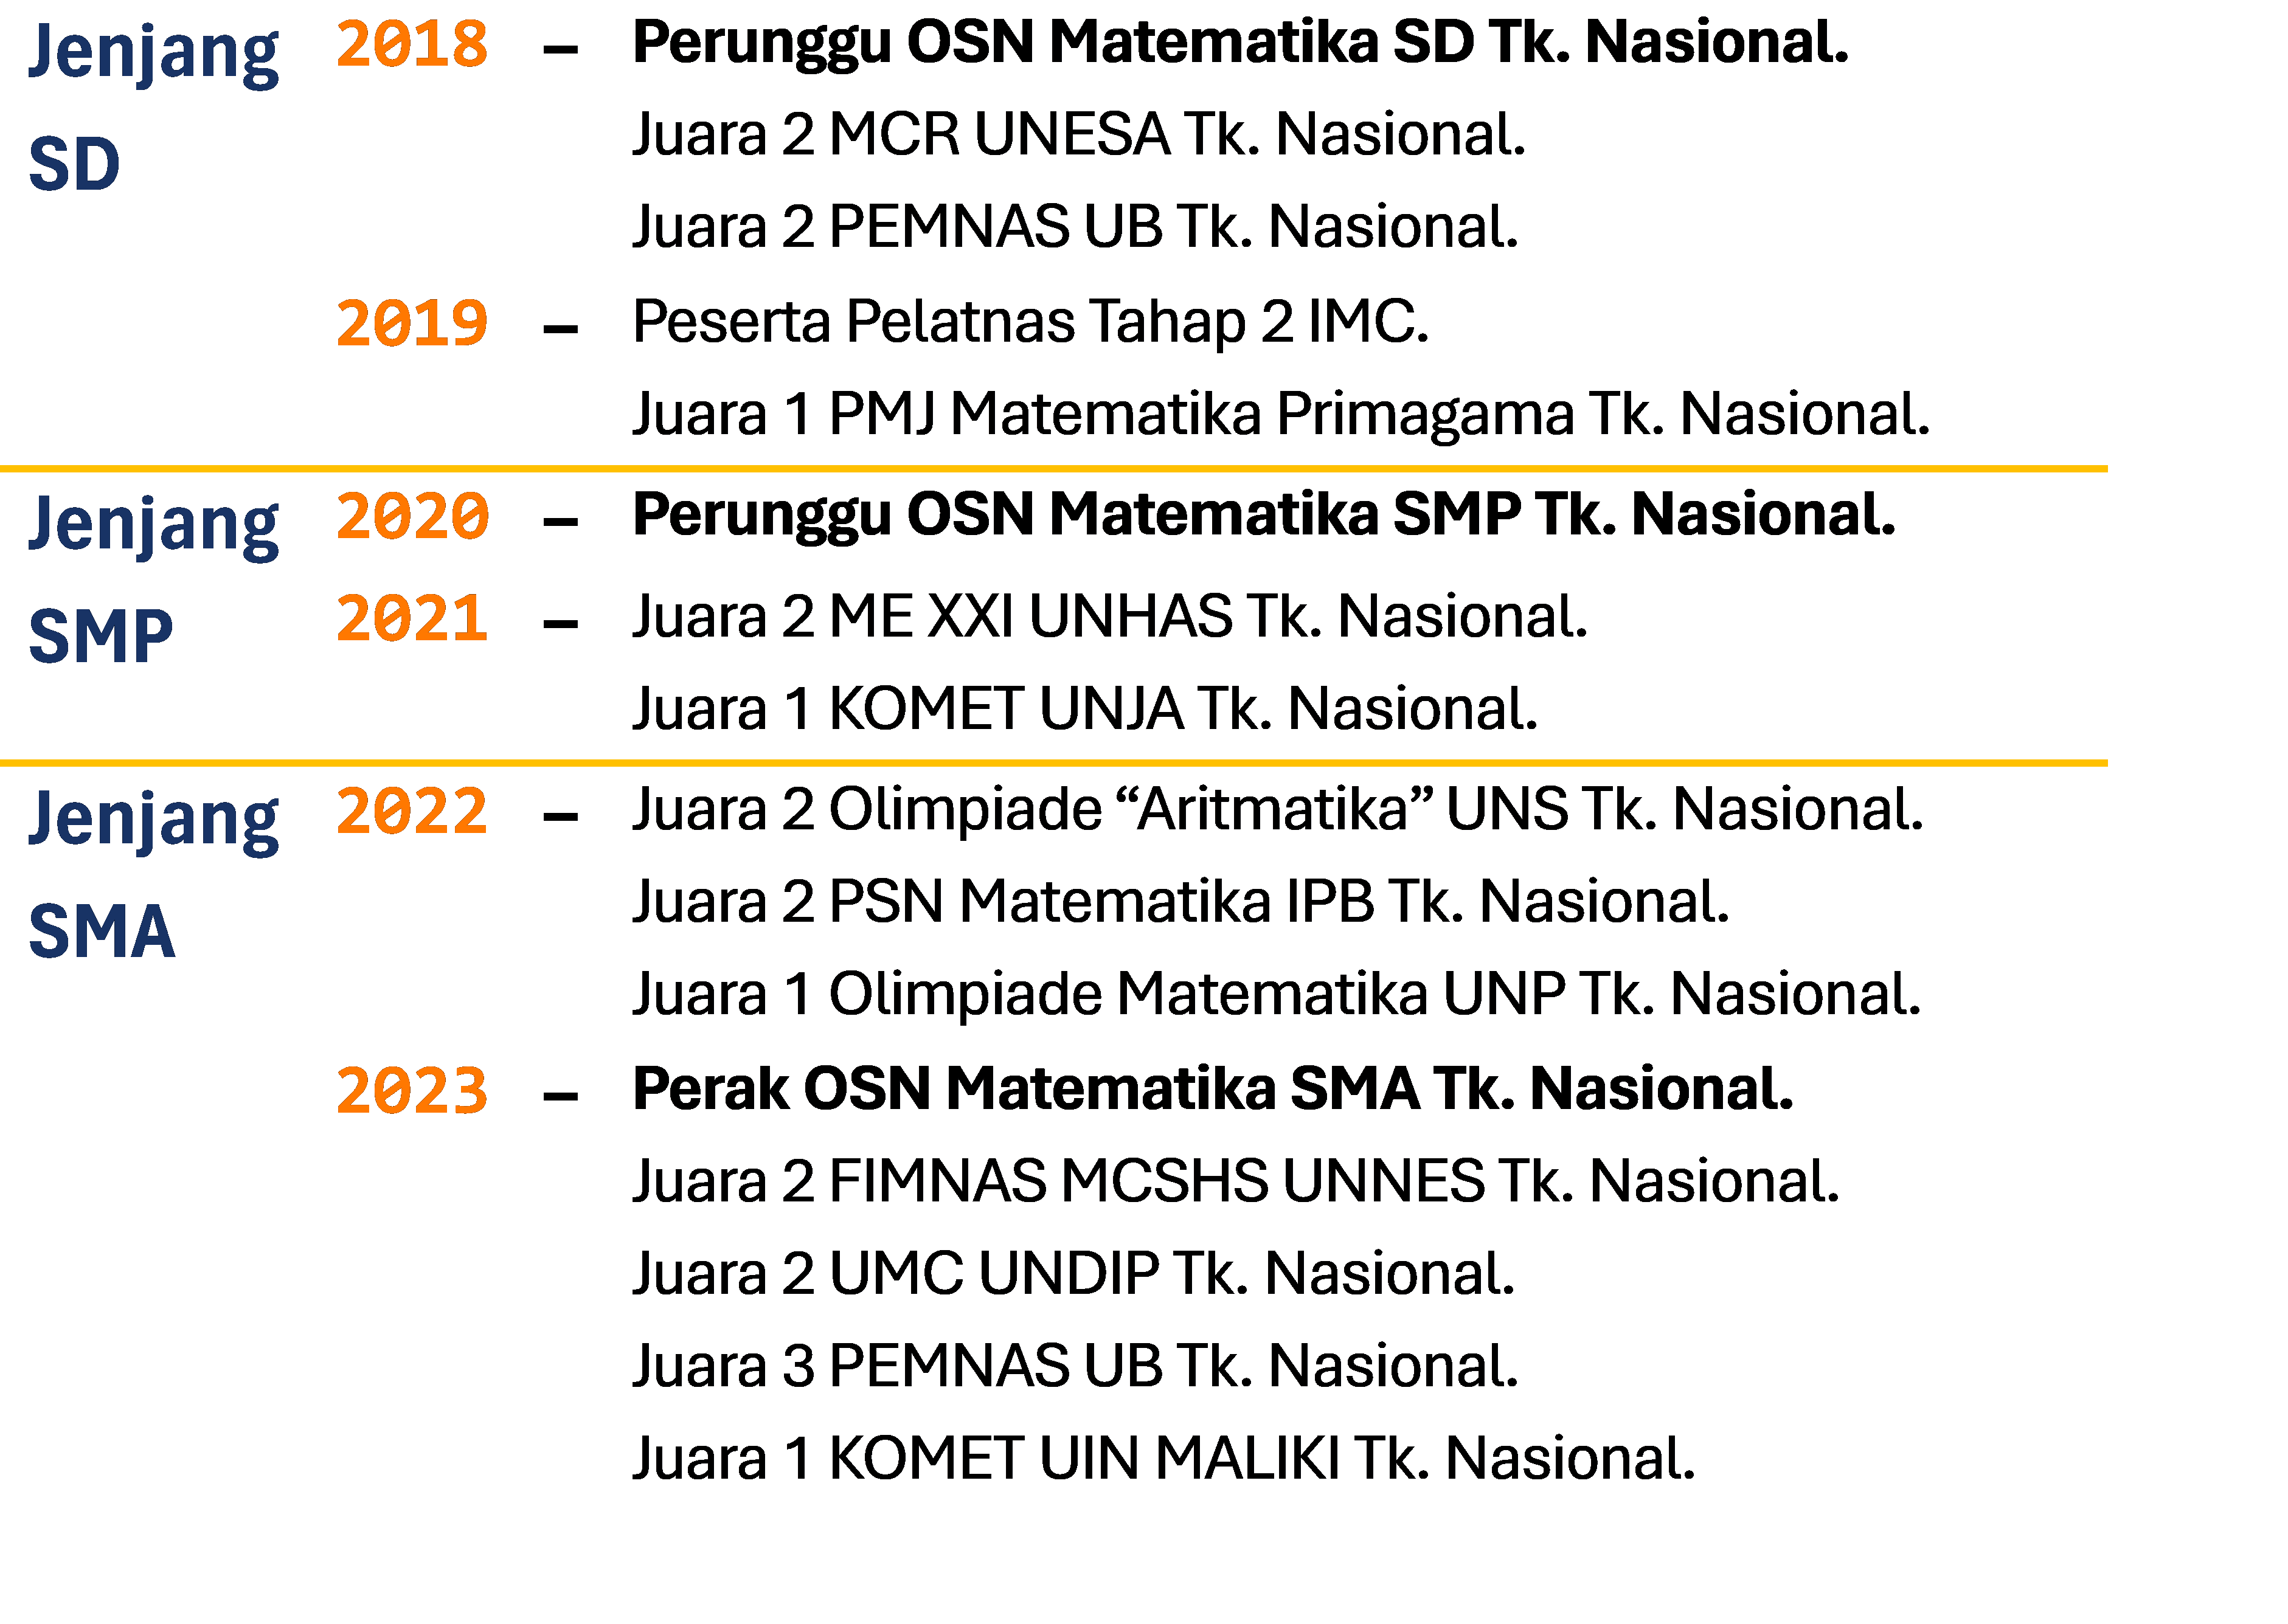 Jenjang SD
2018 – Perunggu OSN Matematika SD Tk. Nasional.
Juara 2 MCR UNESA Tk. Nasional.
Juara 2 PEMNAS UB Tk. Nasional.
2019 – Peserta Pelatnas Tahap 2 IMC.
Juara 1 PMJ Matematika Primagama Tk. Nasional.
Jenjang SMP
2020 – Perunggu OSN Matematika SMP Tk. Nasional.
2021 – Juara 2 ME XXI UNHAS Tk. Nasional.
Juara 1 KOMET UNJA Tk. Nasional.
Jenjang SMA
2022 – Juara 2 Olimpiade “Aritmatika” UNS Tk. Nasional.
Juara 2 PSN Matematika IPB Tk. Nasional.
Juara 1 Olimpiade Matematika UNP Tk. Nasional.
2023 – Perak OSN Matematika SMA Tk. Nasional.
Juara 2 FIMNAS MCSHS UNNES Tk. Nasional.
Juara 2 UMC UNDIP Tk. Nasional.
Juara 3 PEMNAS UB Tk. Nasional.
Juara 1 KOMET UIN MALIKI Tk. Nasional.